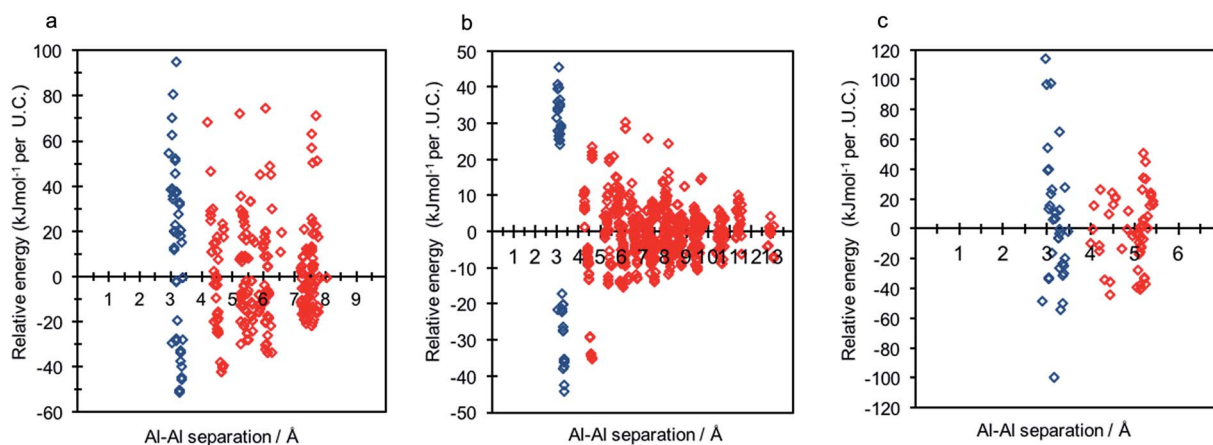 a
b
c
Relative energy (kJmol⁻¹ per U.C.)
100
80
60
40
20
0
-20
-40
-60
1 2 3 4 5 6 7 8 9
Al-Al separation / Å
Relative energy (kJmol⁻¹ per .U.C.)
50
40
30
20
10
0
-10
-20
-30
-40
-50
1 2 3 4 5 6 7 8 9 10 11 12 13
Al-Al separation / Å
Relative energy (kJmol⁻¹ per .U.C.)
120
100
80
60
40
20
0
-20
-40
-60
-80
-100
-120
1 2 3 4 5 6
Al-Al separation / Å